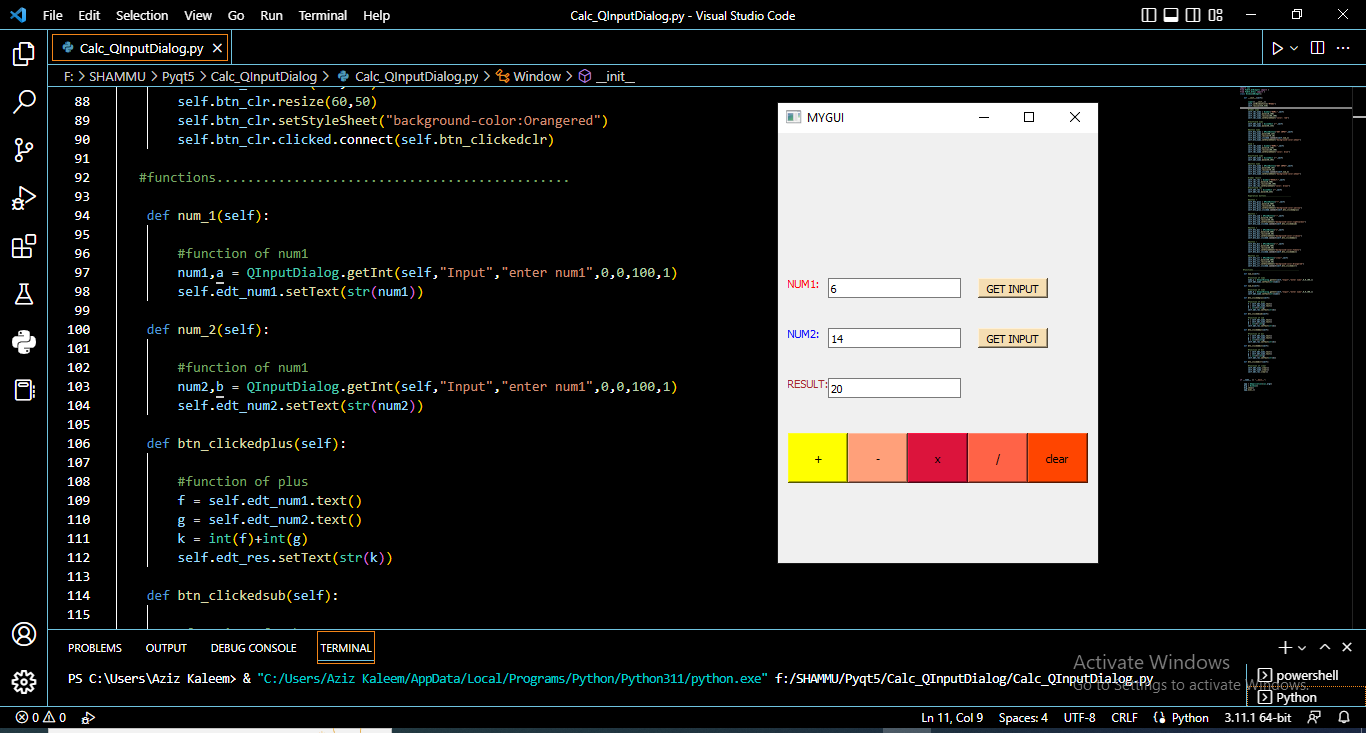 File Edit Selection View Go Run Terminal Help Calc_QInputDialog.py - Visual Studio Code
Calc_QInputDialog.py
F: > SHAMMU > Pyqt5 > Calc_QInputDialog > Calc_QInputDialog.py > Window > __init__
88 self.btn_clr.resize(60,50)
89 self.btn_clr.setStyleSheet("background-color:Orangered")
90 self.btn_clr.clicked.connect(self.btn_clickedclr)
91
92 #functions.............................................
93
94 def num_1(self):
95
96 #function of num1
97 num1,a = QInputDialog.getInt(self,"Input","enter num1",0,0,100,1)
98 self.edt_num1.setText(str(num1))
99
100 def num_2(self):
101
102 #function of num1
103 num2,b = QInputDialog.getInt(self,"Input","enter num1",0,0,100,1)
104 self.edt_num2.setText(str(num2))
105
106 def btn_clickedplus(self):
107
108 #function of plus
109 f = self.edt_num1.text()
110 g = self.edt_num2.text()
111 k = int(f)+int(g)
112 self.edt_res.setText(str(k))
113
114 def btn_clickedsub(self):
115
MYGUI
NUM1: 6 GET INPUT
NUM2: 14 GET INPUT
RESULT: 20
+ - x / clear
PROBLEMS OUTPUT DEBUG CONSOLE TERMINAL
PS C:\Users\Aziz Kaleem> & "C:/Users/Aziz Kaleem/AppData/Local/Programs/Python/Python311/python.exe" f:/SHAMMU/Pyqt5/Calc_QInputDialog/Calc_QInputDialog.py
powershell
Python
Activate Windows
Go to Settings to activate Windows.
0 0 Ln 11, Col 9 Spaces: 4 UTF-8 CRLF Python 3.11.1 64-bit